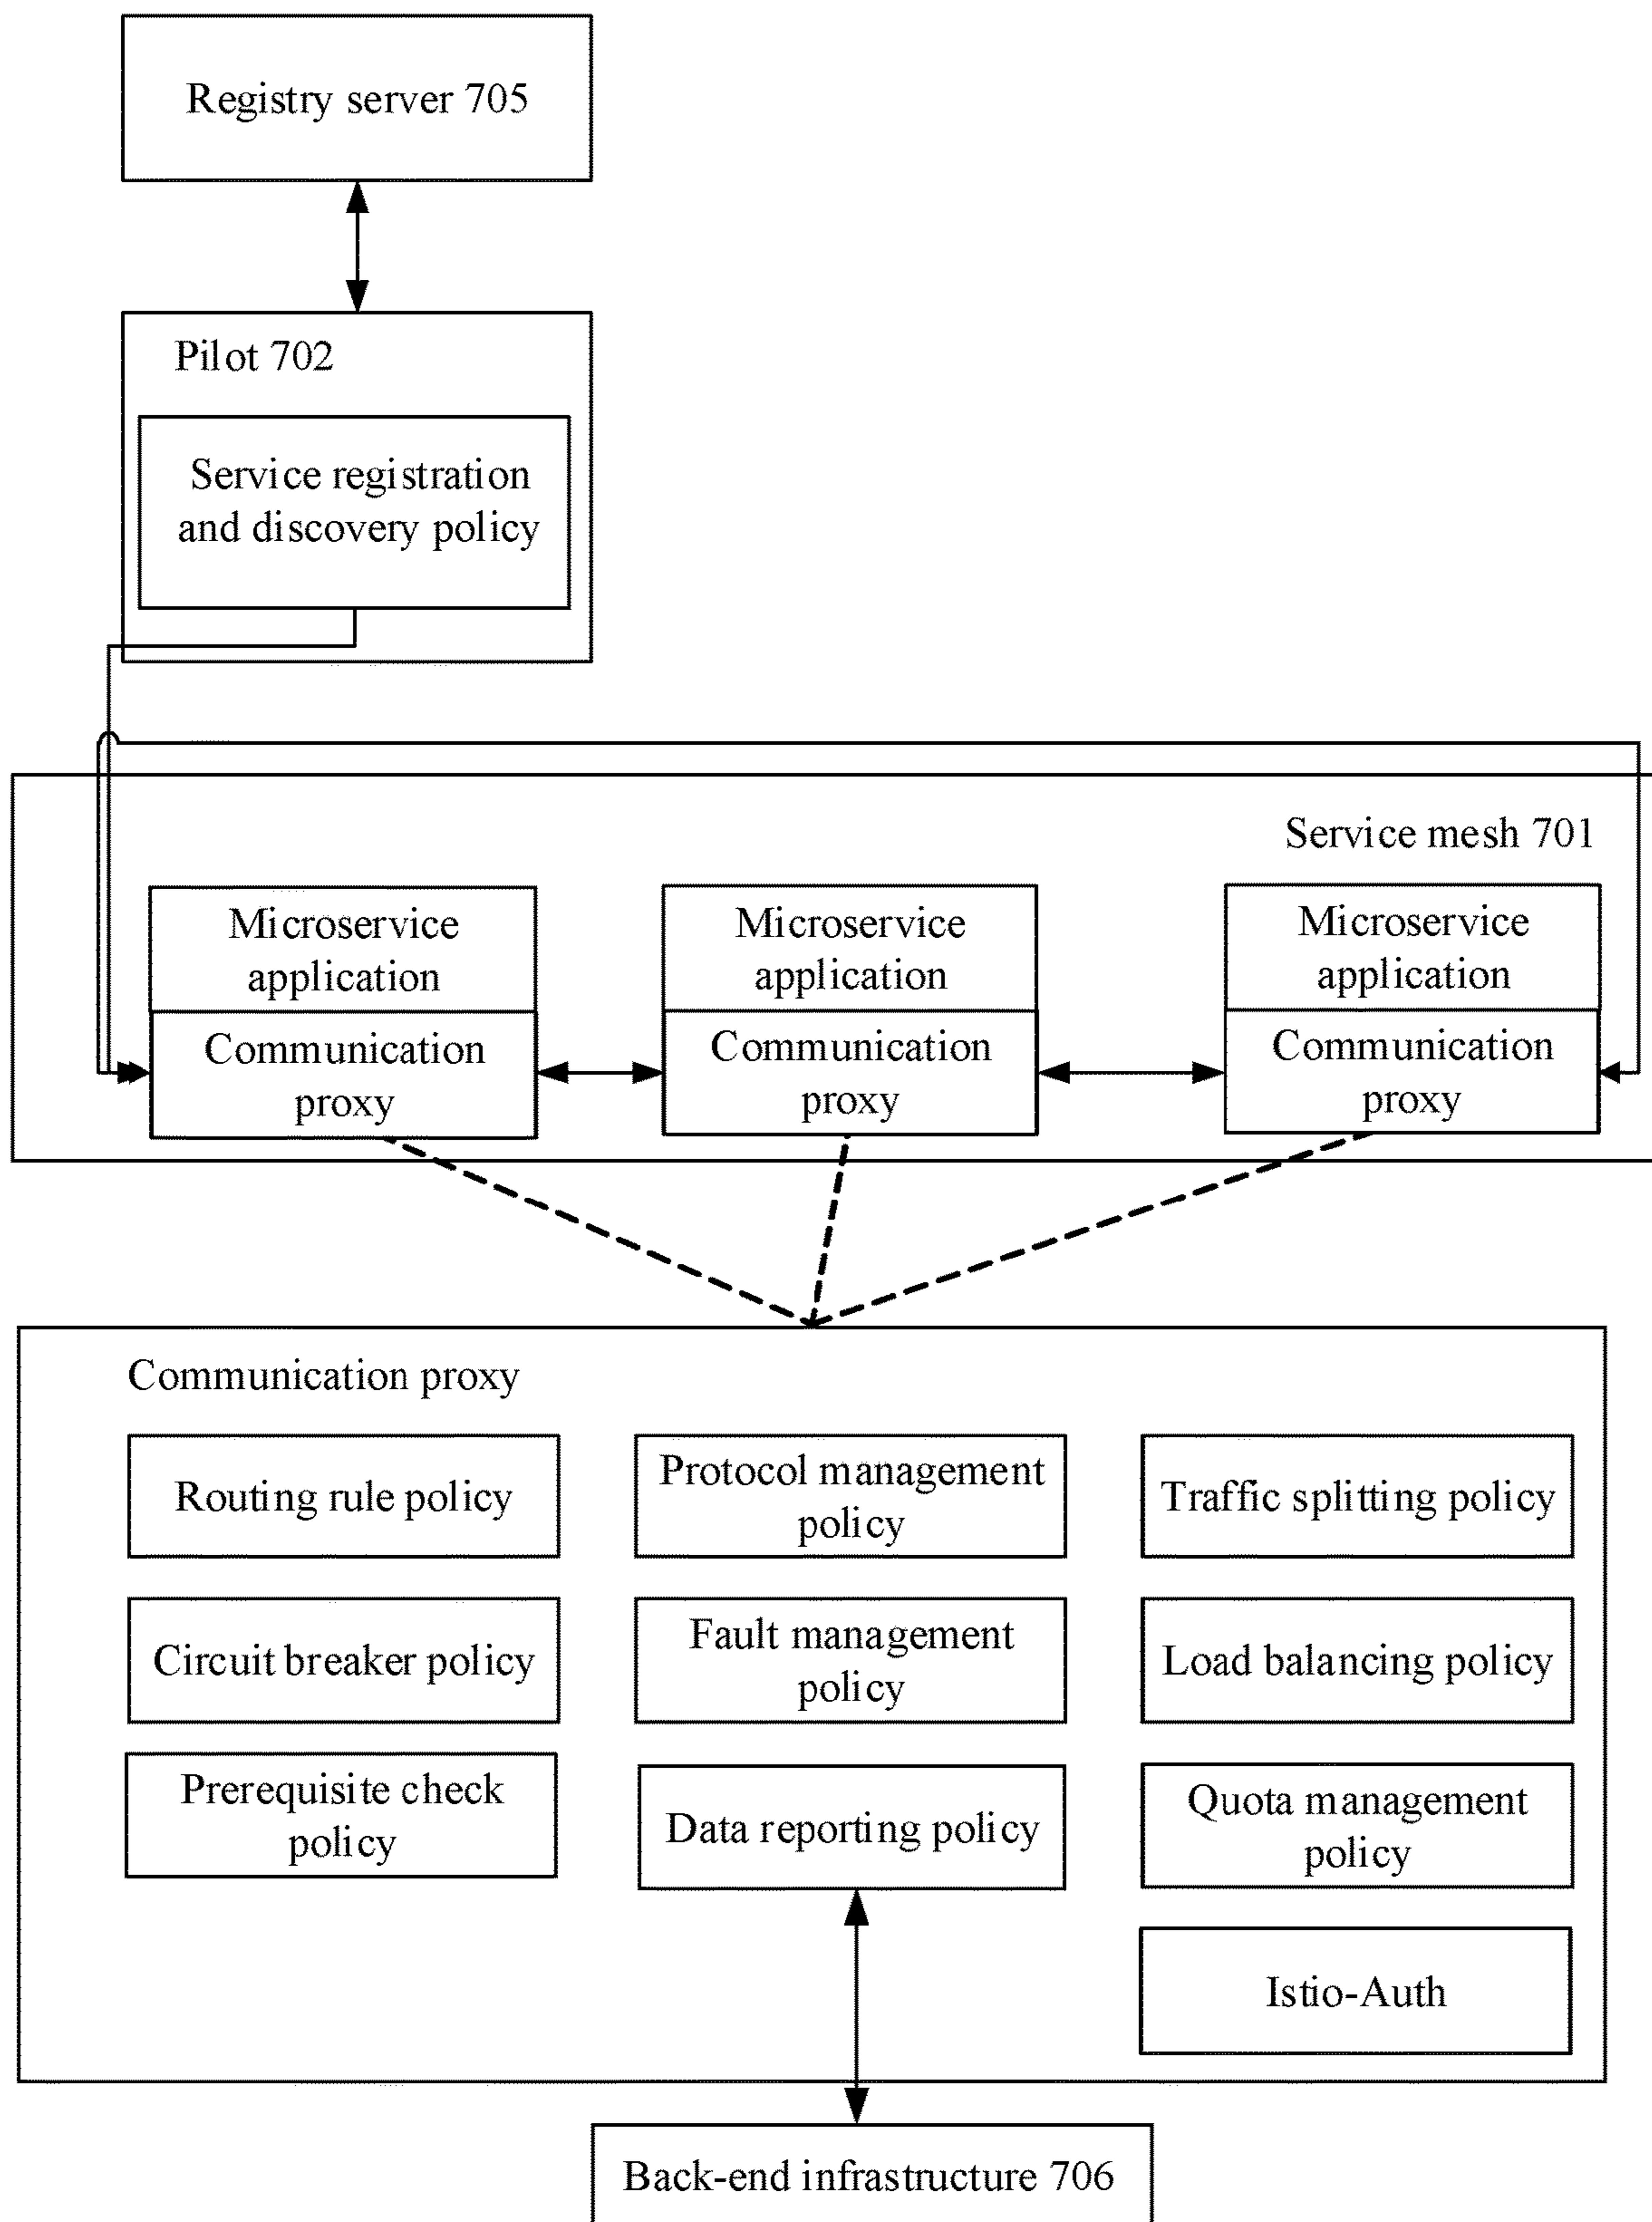 Registry server 705
Pilot 702
Service registration
and discovery policy
Service mesh 701
Microservice
application
Communication
proxy
Microservice
application
Communication
proxy
Microservice
application
Communication
proxy
Communication proxy
Routing rule policy
Protocol management
policy
Traffic splitting policy
Circuit breaker policy
Fault management
policy
Load balancing policy
Prerequisite check
policy
Data reporting policy
Quota management
policy
Istio-Auth
Back-end infrastructure 706